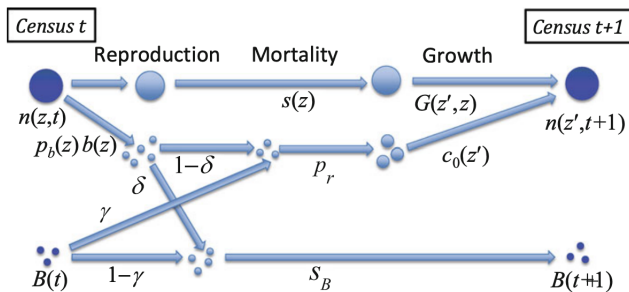 Census t
Census t+1
Reproduction Mortality Growth
s(z) G(z′,z)
n(z,t) n(z′,t+1)
p_b(z) b(z) 1−δ p_r c_0(z′)
δ
γ
B(t) 1−γ s_B B(t+1)